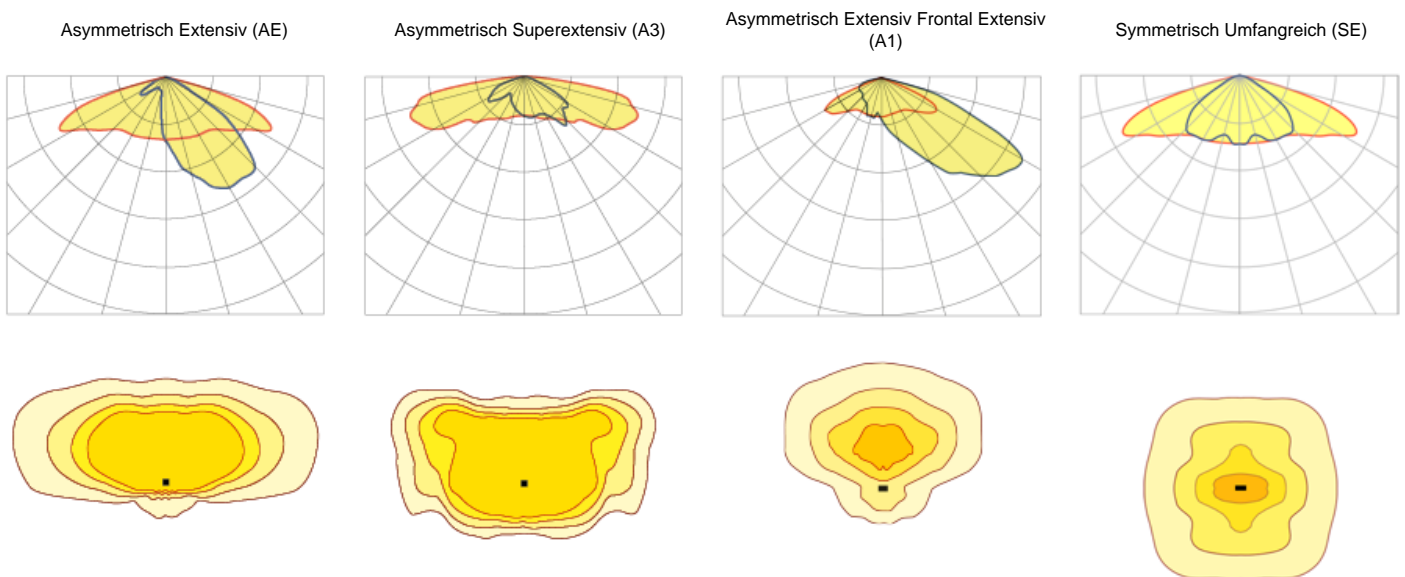 Asymmetrisch Extensiv (AE)
Asymmetrisch Superextensiv (A3)
Asymmetrisch Extensiv Frontal Extensiv
(A1)
Symmetrisch Umfangreich (SE)